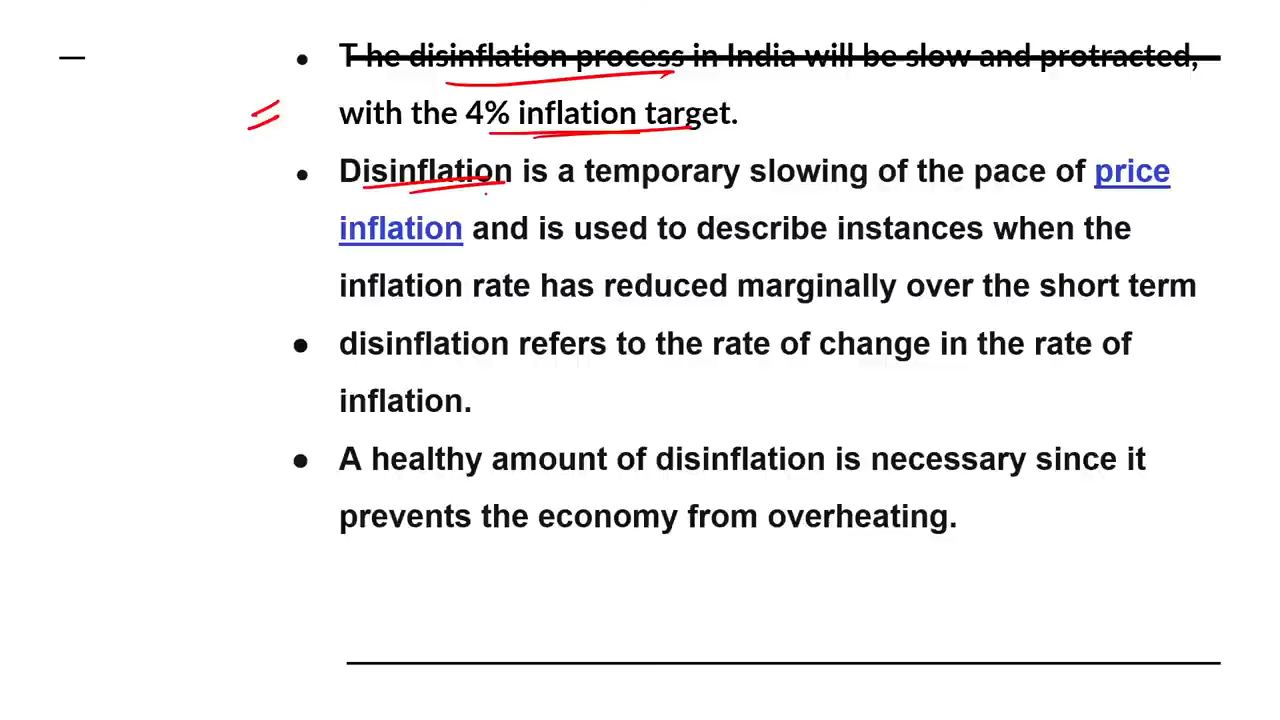 • The disinflation process in India will be slow and protracted,
with the 4% inflation target.
• Disinflation is a temporary slowing of the pace of price
inflation and is used to describe instances when the
inflation rate has reduced marginally over the short term
• disinflation refers to the rate of change in the rate of
inflation.
• A healthy amount of disinflation is necessary since it
prevents the economy from overheating.